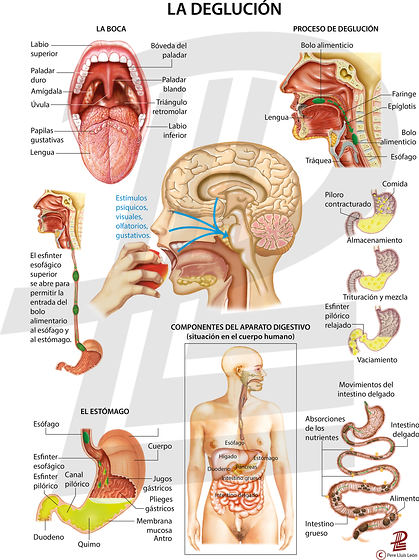 LA DEGLUCIÓN
LA BOCA
Labio
superior
Bóveda del
paladar
Paladar
duro
Paladar
blando
Amígdala
Úvula
Triángulo
retromolar
Papilas
gustativas
Labio
inferior
Lengua
PROCESO DE DEGLUCIÓN
Bolo alimenticio
Lengua
Faringe
Epíglotis
Bolo
alimenticio
Tráquea
Esófago
Estímulos
psíquicos,
visuales,
olfatorios,
gustativos.
Comida
Píloro
contracturado
Almacenamiento
Trituración y mezcla
Esfinter
pilórico
relajado
Vaciamiento
El esfinter
esofágico
superior
se abre para
permitir la
entrada del
bolo
alimentario
al esófago y
al estómago.
COMPONENTES DEL APARATO DIGESTIVO
(situación en el cuerpo humano)
Esófago
Hígado
Estómago
Duodeno
Páncreas
Intestino grueso
Intestino delgado
EL ESTÓMAGO
Esófago
Cuerpo
Esfinter
esofágico
Esfinter
pilórico
Canal
pilórico
Jugos
gástricos
Plieges
gástricos
Membrana
mucosa
Antro
Duodeno
Quimo
Movimientos del
intestino delgado
Absorciones
de los
nutrientes
Intestino
delgado
Alimento
Intestino
grueso
C Pere Lluís León